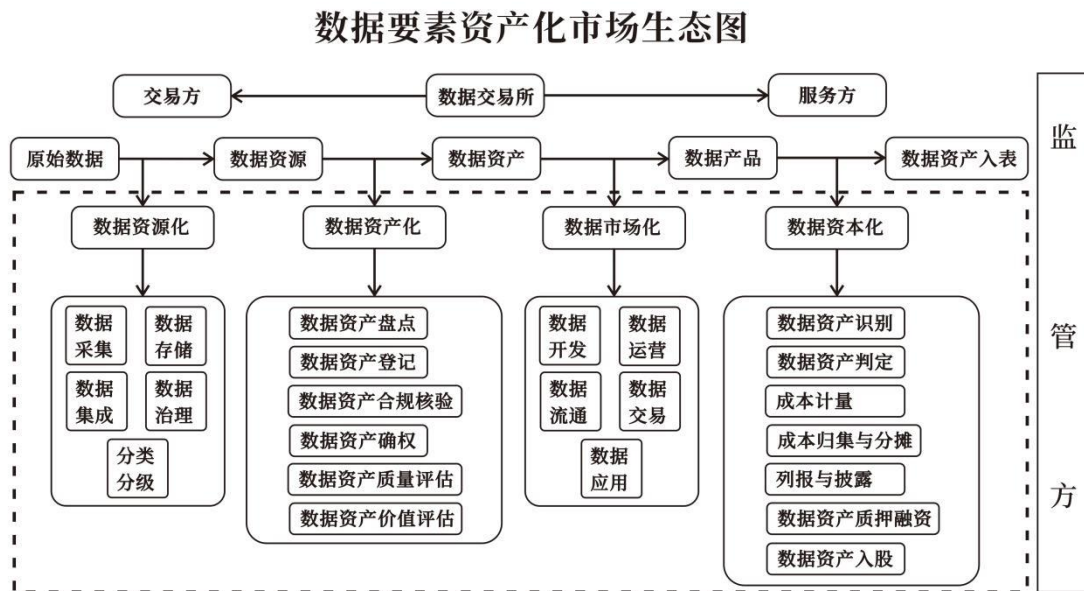 数据要素资产化市场生态图
交易方
数据交易所
服务方
原始数据
数据资源
数据资产
数据产品
数据资产入表
数据资源化
数据资产化
数据市场化
数据资本化
数据
采集
数据
存储
数据
集成
数据
治理
分类
分级
数据资产盘点
数据资产登记
数据资产合规核验
数据资产确权
数据资产质量评估
数据资产价值评估
数据
开发
数据
运营
数据
流通
数据
交易
数据
应用
数据资产识别
数据资产判定
成本计量
成本归集与分摊
列报与披露
数据资产质押融资
数据资产入股
监
管
方